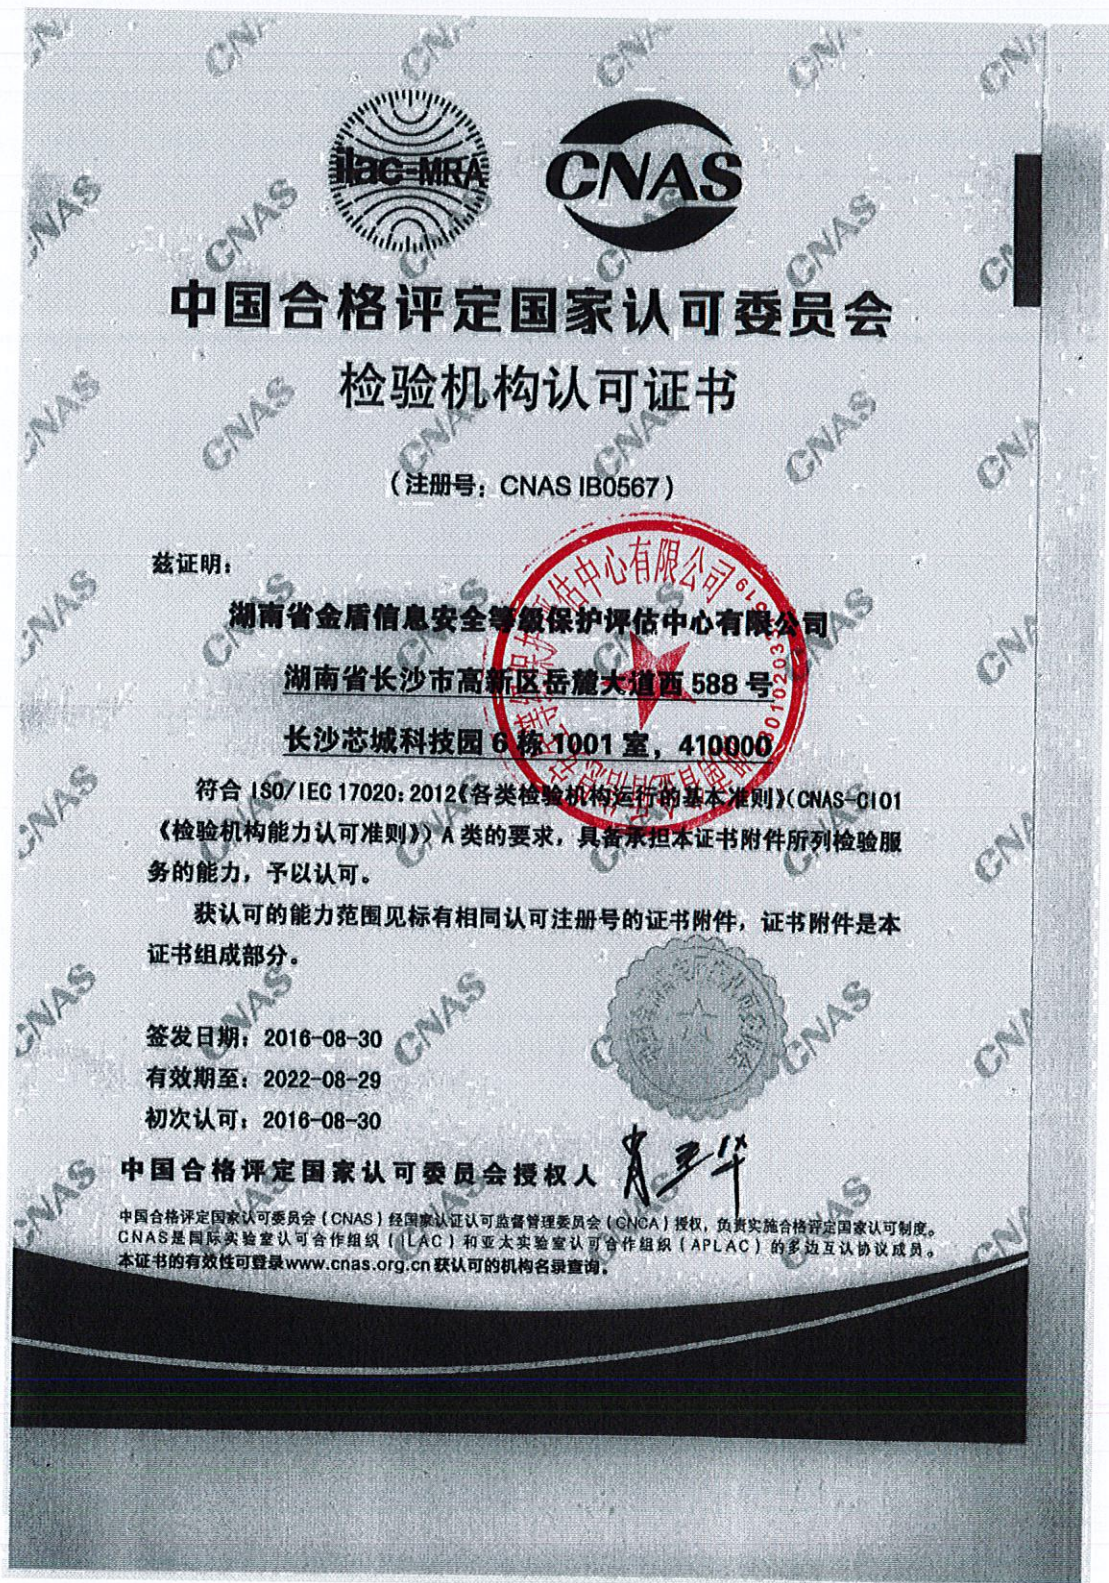 ilac-MRA
CNAS
中国合格评定国家认可委员会
检验机构认可证书
（注册号：CNAS IB0567）
兹证明：
湖南省金盾信息安全等级保护评估中心有限公司
湖南省长沙市高新区岳麓大道西 588 号
长沙芯城科技园 6 栋 1001 室，410000
符合 ISO/IEC 17020:2012《各类检验机构运行的基本准则》（CNAS-CI01
《检验机构能力认可准则》）A 类的要求，具备承担本证书附件所列检验服
务的能力，予以认可。
获认可的能力范围见标有相同认可注册号的证书附件，证书附件是本
证书组成部分。
签发日期：2016-08-30
有效期至：2022-08-29
初次认可：2016-08-30
中国合格评定国家认可委员会授权人
中国合格评定国家认可委员会（CNAS）经国家认证认可监督管理委员会（CNCA）授权，负责实施合格评定国家认可制度。
CNAS是国际实验室认可合作组织（ILAC）和亚太实验室认可合作组织（APLAC）的多边互认协议成员。
本证书的有效性可登录www.cnas.org.cn获认可的机构名录查询。